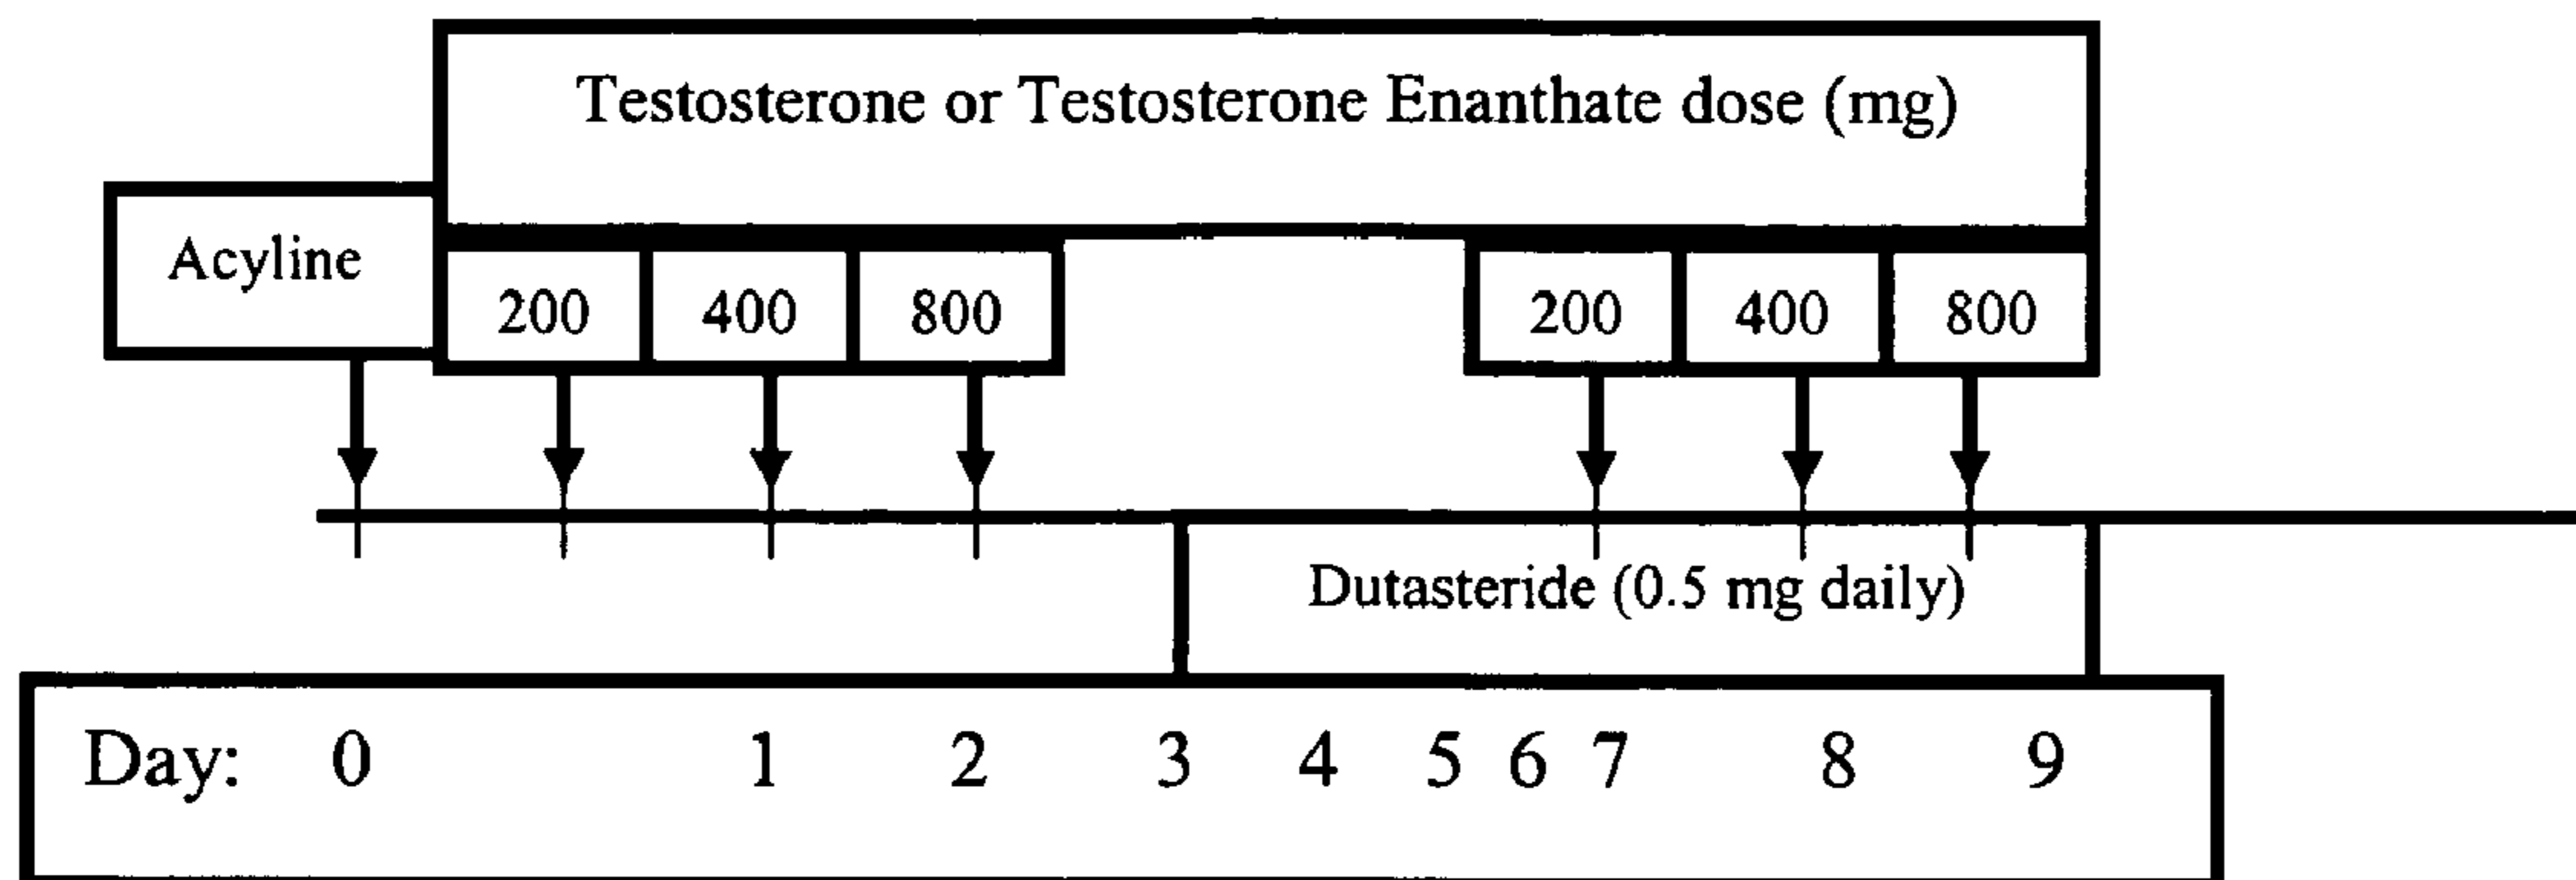 Testosterone or Testosterone Enanthate dose (mg)
Acyline
200 400 800 200 400 800
Dutasteride (0.5 mg daily)
Day: 0 1 2 3 4 5 6 7 8 9